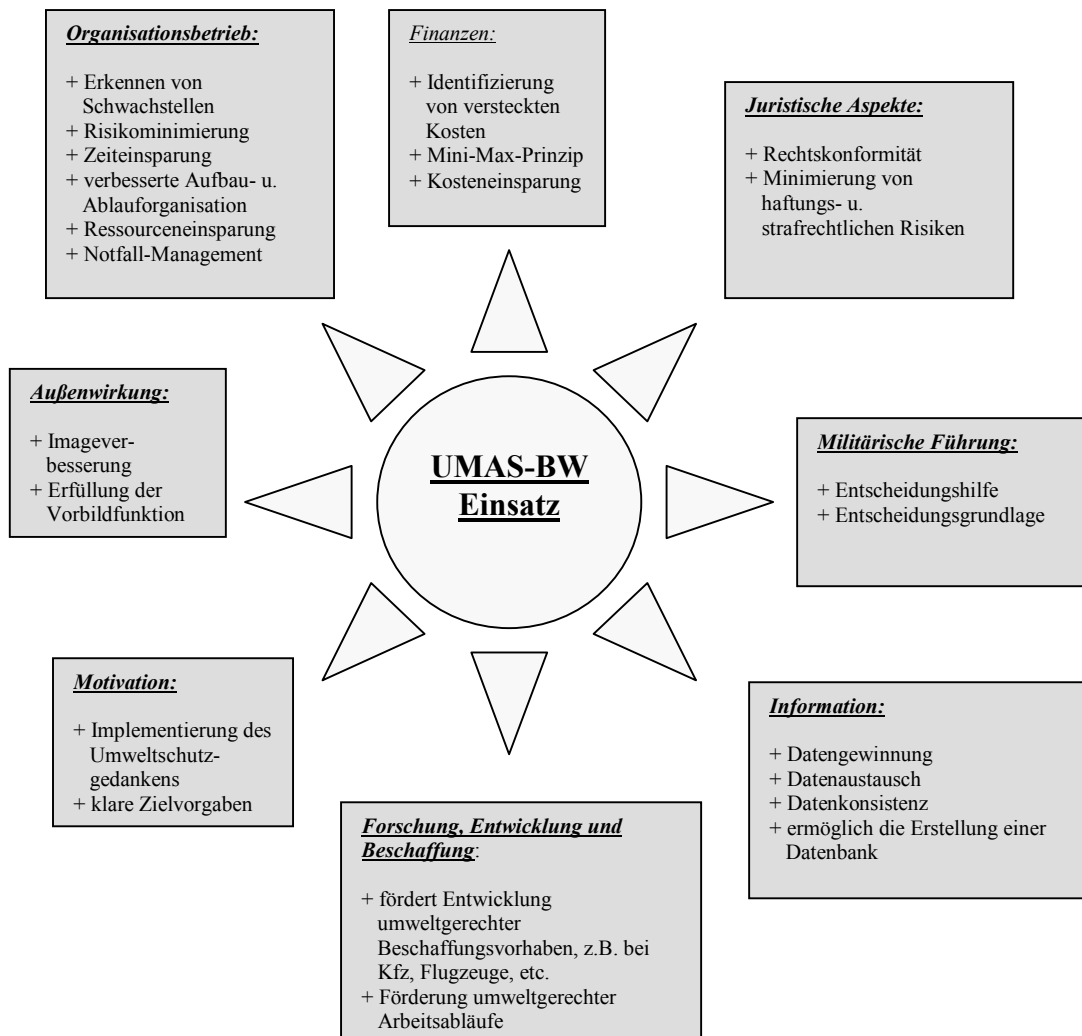 Organisationsbetrieb:
+ Erkennen von
Schwachstellen
+ Risikominimierung
+ Zeiteinsparung
+ verbesserte Aufbau- u.
Ablauforganisation
+ Ressourceneinsparung
+ Notfall-Management
Finanzen:
+ Identifizierung
von versteckten
Kosten
+ Mini-Max-Prinzip
+ Kosteneinsparung
Juristische Aspekte:
+ Rechtskonformität
+ Minimierung von
haftungs- u.
strafrechtlichen Risiken
Außenwirkung:
+ Imagever-
besserung
+ Erfüllung der
Vorbildfunktion
UMAS-BW
Einsatz
Militärische Führung:
+ Entscheidungshilfe
+ Entscheidungsgrundlage
Motivation:
+ Implementierung des
Umweltschutz-
gedankens
+ klare Zielvorgaben
Forschung, Entwicklung und
Beschaffung:
+ fördert Entwicklung
umweltgerechter
Beschaffungsvorhaben, z.B. bei
Kfz, Flugzeuge, etc.
+ Förderung umweltgerechter
Arbeitsabläufe
Information:
+ Datengewinnung
+ Datenaustausch
+ Datenkonsistenz
+ ermöglich die Erstellung einer
Datenbank